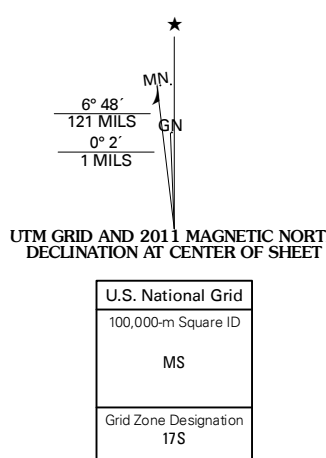 ★
MN.
6° 48´
121 MILS
GN
0° 2´
1 MILS
UTM GRID AND 2011 MAGNETIC NORT
DECLINATION AT CENTER OF SHEET
U.S. National Grid
100,000-m Square ID
MS
Grid Zone Designation
17S